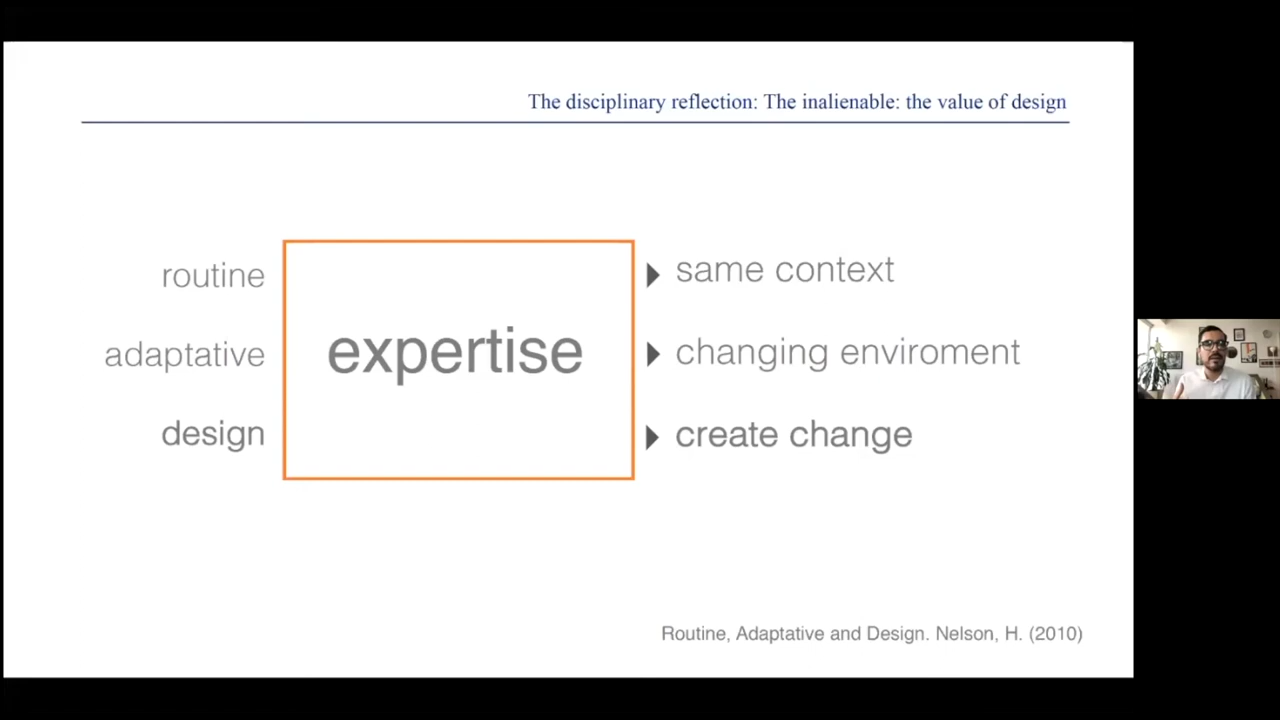 The disciplinary reflection: The inalienable: the value of design
routine
same context
adaptative
expertise
changing enviroment
design
create change
Routine, Adaptative and Design. Nelson, H. (2010)